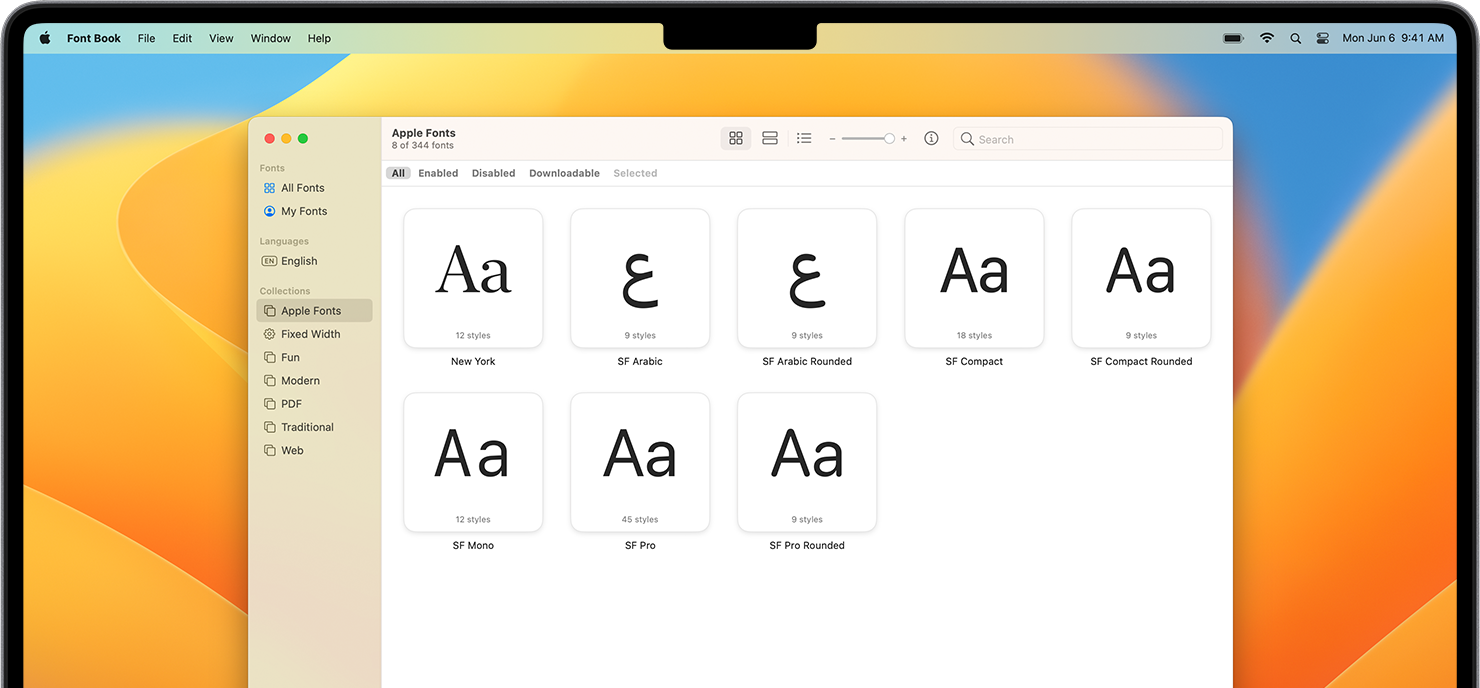 Font Book File Edit View Window Help
Mon Jun 6 9:41 AM
Apple Fonts
8 of 344 fonts
Search
All Enabled Disabled Downloadable Selected
Fonts
All Fonts
My Fonts
Languages
EN English
Collections
Apple Fonts
Fixed Width
Fun
Modern
PDF
Traditional
Web
Aa ع ع Aa Aa
12 styles 9 styles 9 styles 18 styles 9 styles
New York SF Arabic SF Arabic Rounded SF Compact SF Compact Rounded
Aa Aa Aa
12 styles 45 styles 9 styles
SF Mono SF Pro SF Pro Rounded